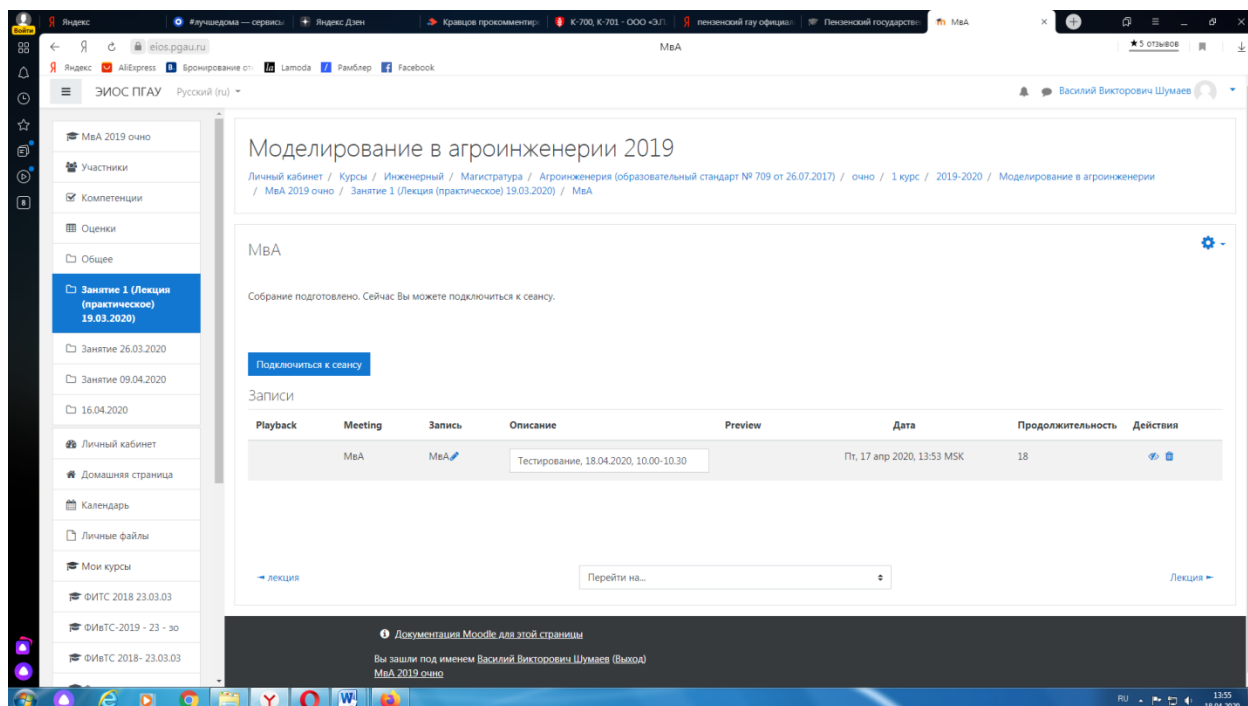 Войти
Яндекс
#лучшедома — сервисы
Яндекс Дзен
Кравцов прокомментир
К-700, К-701 - ООО «ЭЛ
пензенский гау официал
Пензенский государстве
МвА
eios.pgau.ru
МвА
★5 отзывов
Яндекс
AliExpress
Бронирование от
Lamoda
Рамблер
Facebook
ЭИОС ПГАУ Русский (ru)
Василий Викторович Шумаев
МвА 2019 очно
Участники
Компетенции
Оценки
Общее
Занятие 1 (Лекция
(практическое)
19.03.2020)
Занятие 26.03.2020
Занятие 09.04.2020
16.04.2020
Личный кабинет
Домашняя страница
Календарь
Личные файлы
Мои курсы
ФИТС 2018 23.03.03
ФИвТС-2019 - 23 - зо
ФИвТС 2018- 23.03.03
Моделирование в агроинженерии 2019
Личный кабинет / Курсы / Инженерный / Магистратура / Агроинженерия (образовательный стандарт № 709 от 26.07.2017) / очно / 1 курс / 2019-2020 / Моделирование в агроинженерии
/ МвА 2019 очно / Занятие 1 (Лекция (практическое) 19.03.2020) / МвА
МвА
Собрание подготовлено. Сейчас Вы можете подключиться к сеансу.
Подключиться к сеансу
Записи
Playback Meeting Запись Описание Preview Дата Продолжительность Действия
МвА МвА Тестирование, 18.04.2020, 10.00-10.30 Пт, 17 апр 2020, 13:53 MSK 18
◄ лекция
Перейти на...
Лекция ►
Документация Moodle для этой страницы
Вы зашли под именем Василий Викторович Шумаев (Выход)
МвА 2019 очно
RU
13:55
18.04.2020